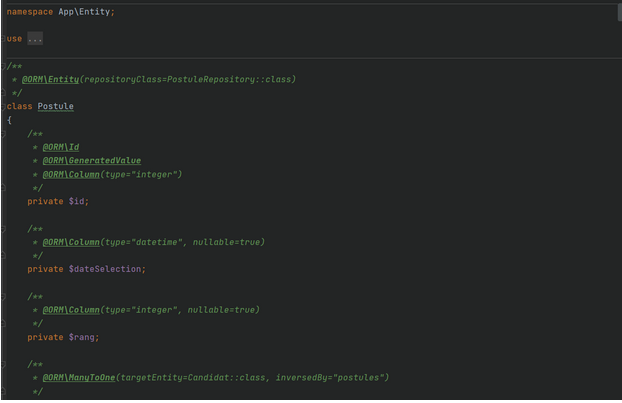 namespace App\Entity;
use ...
/**
 * @ORM\Entity(repositoryClass=PostuleRepository::class)
 */
class Postule
{
    /**
     * @ORM\Id
     * @ORM\GeneratedValue
     * @ORM\Column(type="integer")
     */
    private $id;
    /**
     * @ORM\Column(type="datetime", nullable=true)
     */
    private $dateSelection;
    /**
     * @ORM\Column(type="integer", nullable=true)
     */
    private $rang;
    /**
     * @ORM\ManyToOne(targetEntity=Candidat::class, inversedBy="postules")
     */